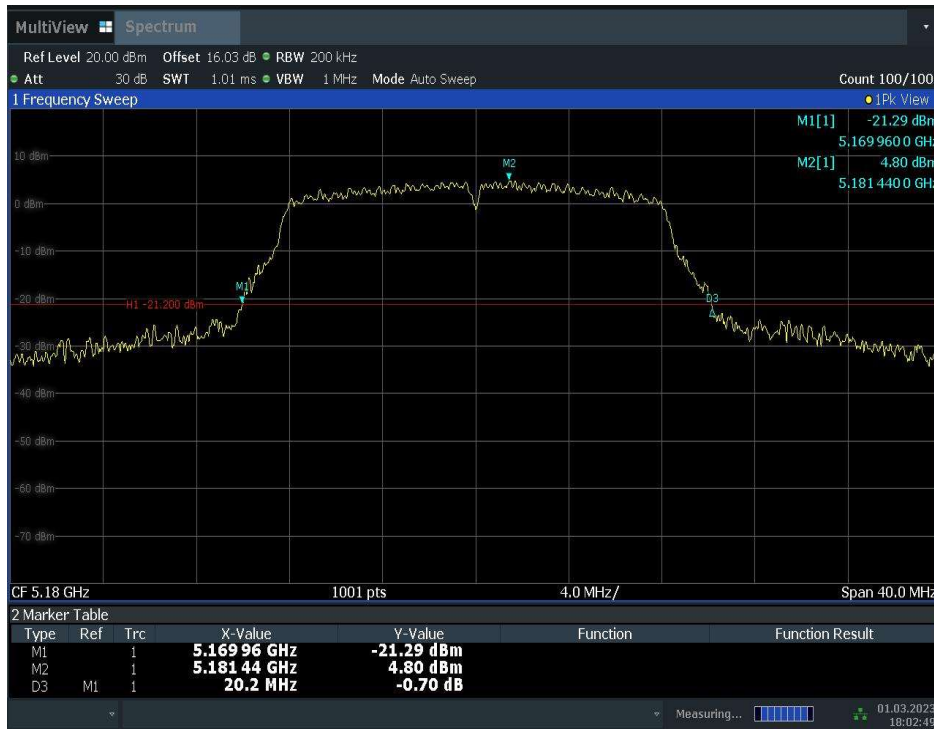 MultiView Spectrum
Ref Level 20.00 dBm Offset 16.03 dB RBW 200 kHz
Att 30 dB SWT 1.01 ms VBW 1 MHz Mode Auto Sweep Count 100/100
1 Frequency Sweep 1Pk View
M1[1] -21.29 dBm
5.169 960 0 GHz
M2[1] 4.80 dBm
5.181 440 0 GHz
10 dBm
M2
0 dBm
-10 dBm
M1
-20 dBm
D3
H1 -21.200 dBm
-30 dBm
-40 dBm
-50 dBm
-60 dBm
-70 dBm
CF 5.18 GHz 1001 pts 4.0 MHz/ Span 40.0 MHz
2 Marker Table
Type Ref Trc X-Value Y-Value Function Function Result
M1 1 5.169 96 GHz -21.29 dBm
M2 1 5.181 44 GHz 4.80 dBm
D3 M1 1 20.2 MHz -0.70 dB
Measuring... 01.03.2023
18:02:49